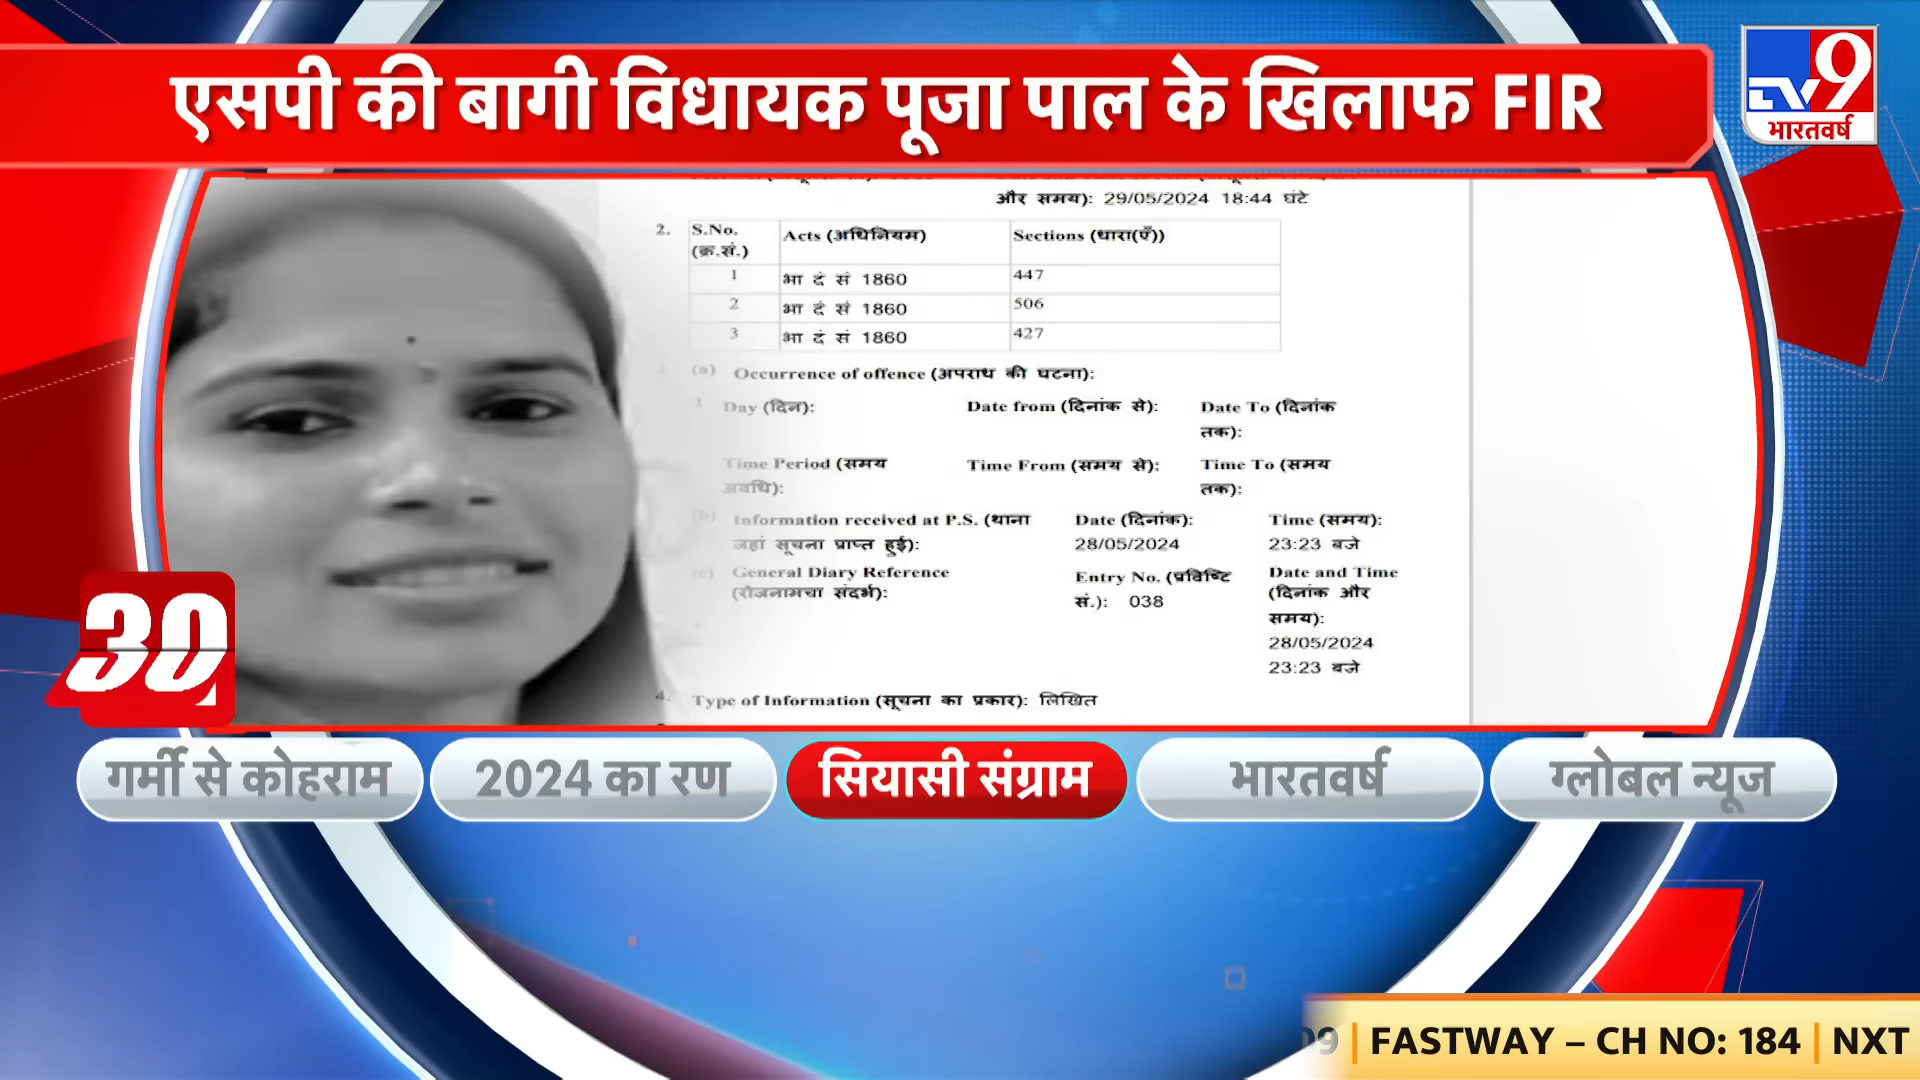 एसपी की बागी विधायक पूजा पाल के खिलाफ FIR
TV9
भारतवर्ष
और समय): 29/05/2024 18:44 घंटे
2. S.No. (क्र.सं.) Acts (अधिनियम) Sections (धारा(एँ))
1 भा दं सं 1860 447
2 भा दं सं 1860 506
3 भा दं सं 1860 427
(a) Occurrence of offence (अपराध की घटना):
1 Day (दिन): Date from (दिनांक से): Date To (दिनांक तक):
Time Period (समय अवधि): Time From (समय से): Time To (समय तक):
(b) Information received at P.S. (थाना जहां सूचना प्राप्त हुई): Date (दिनांक): 28/05/2024 Time (समय): 23:23 बजे
(c) General Diary Reference (रोजनामचा संदर्भ): Entry No. (प्रविष्टि सं.): 038 Date and Time (दिनांक और समय): 28/05/2024 23:23 बजे
4. Type of Information (सूचना का प्रकार): लिखित
30
गर्मी से कोहराम
2024 का रण
सियासी संग्राम
भारतवर्ष
ग्लोबल न्यूज
09 | FASTWAY – CH NO: 184 | NXT